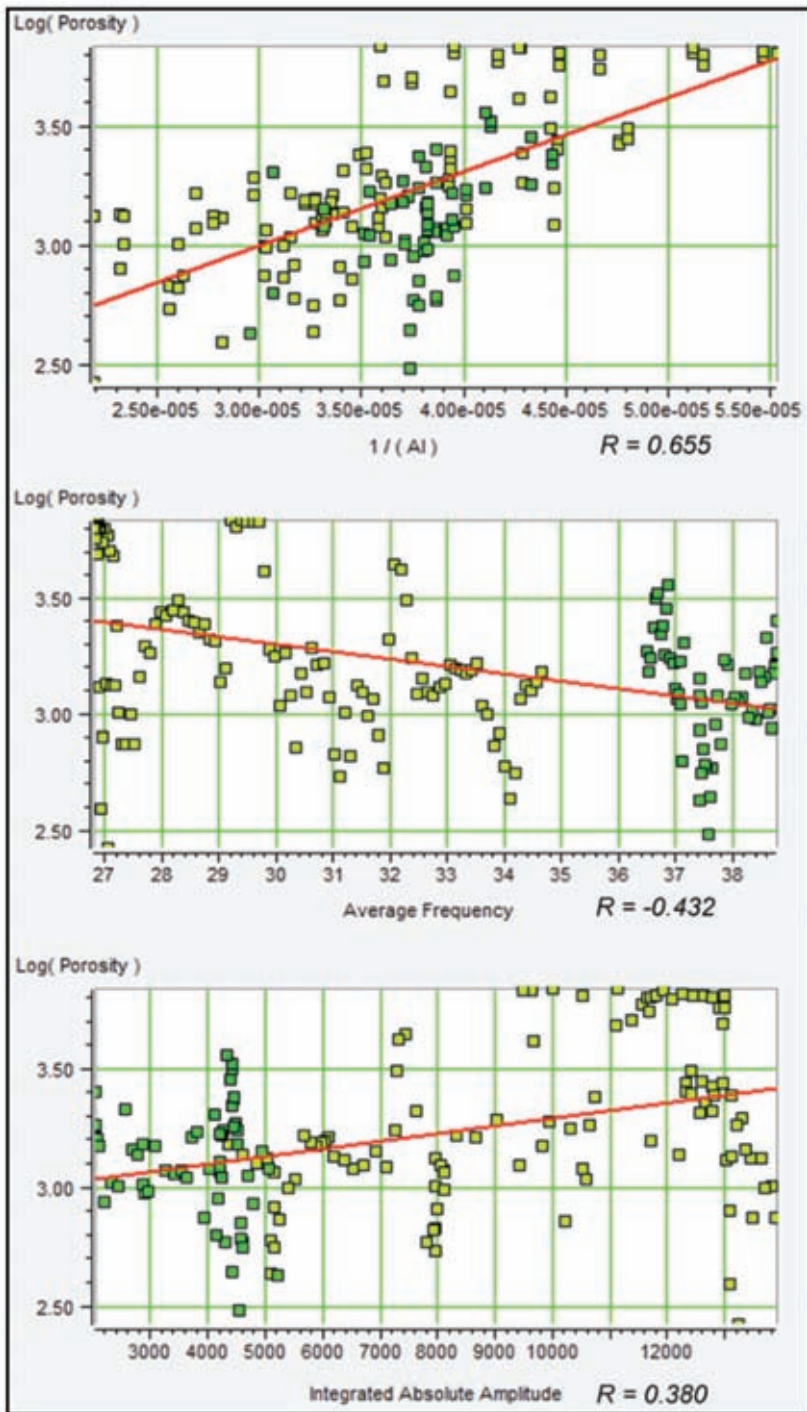 Log( Porosity )
3.50
3.00
2.50
2.50e-005 3.00e-005 3.50e-005 4.00e-005 4.50e-005 5.00e-005 5.50e-005
1 / ( AI ) R = 0.655
Log( Porosity )
3.50
3.00
2.50
27 28 29 30 31 32 33 34 35 36 37 38
Average Frequency R = -0.432
Log( Porosity )
3.50
3.00
2.50
3000 4000 5000 6000 7000 8000 9000 10000 12000
Integrated Absolute Amplitude R = 0.380